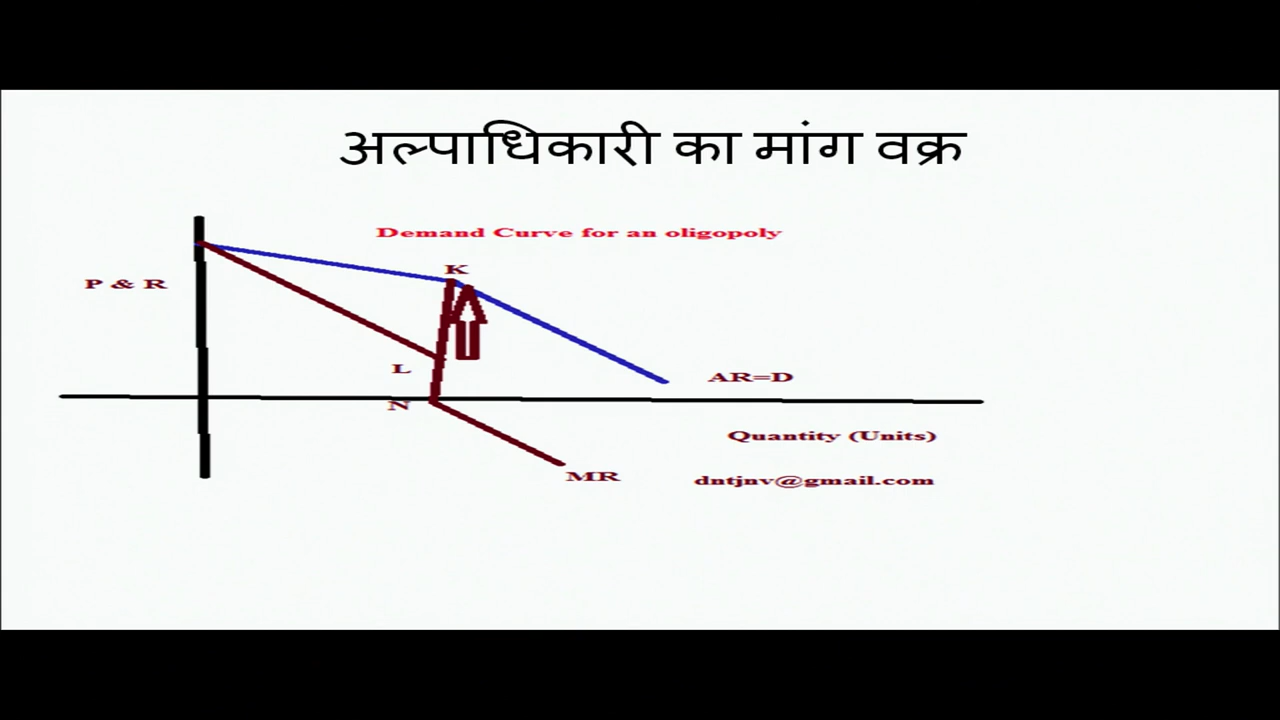 अल्पाधिकारी का मांग वक्र
Demand Curve for an oligopoly
K
P & R
L
AR=D
N
Quantity (Units)
MR
dntjnv@gmail.com